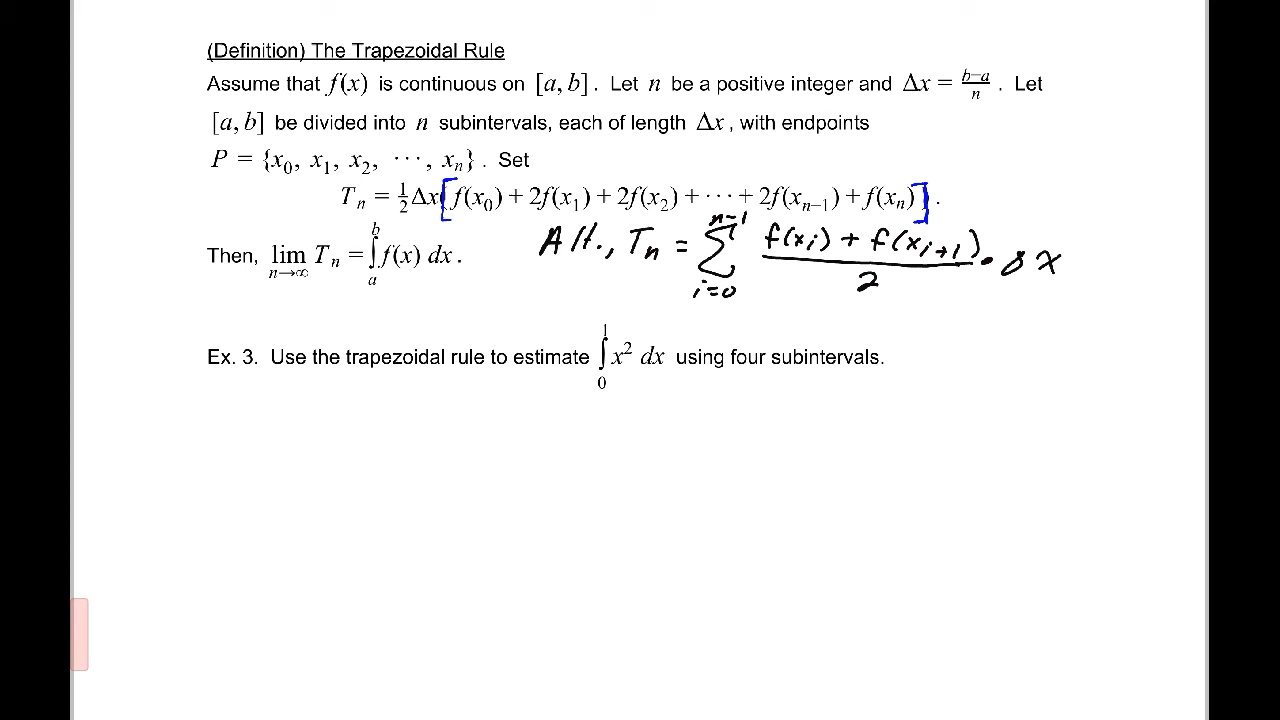 (Definition) The Trapezoidal Rule
Assume that f(x) is continuous on [a, b]. Let n be a positive integer and Δx = b−a/n. Let
[a, b] be divided into n subintervals, each of length Δx, with endpoints
P = {x₀, x₁, x₂, ⋯, xₙ}. Set
Tₙ = ½Δx[f(x₀) + 2f(x₁) + 2f(x₂) + ⋯ + 2f(xₙ₋₁) + f(xₙ)].
Then, lim n→∞ Tₙ = ∫ₐᵇ f(x) dx.
Alt., Tₙ = ∑ i=0 n−1 f(xᵢ) + f(xᵢ₊₁)/2 · Δx
Ex. 3. Use the trapezoidal rule to estimate ∫₀¹ x² dx using four subintervals.